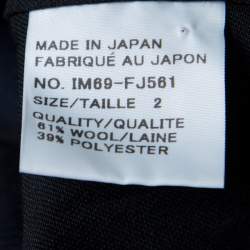 MADE IN JAPAN
FABRIQUÉ AU JAPON
NO. IM69-FJ561
SIZE/TAILLE 2
QUALITY/QUALITE
61% WOOL/LAINE
39% POLYESTER